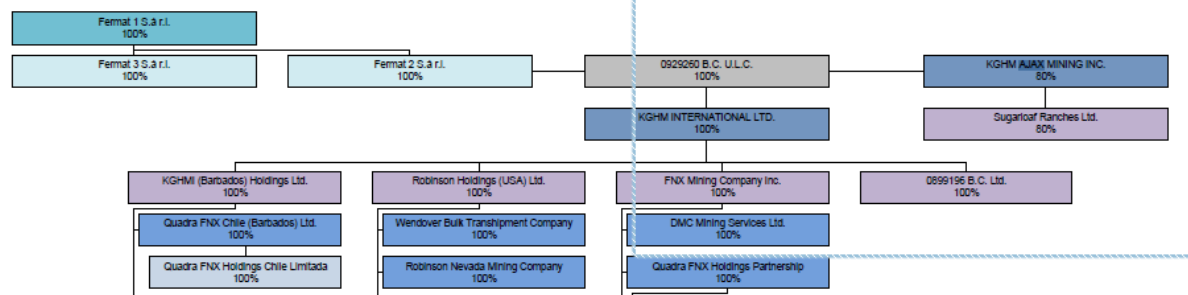 Fermat 1 S.à r.l.
100%
Fermat 3 S.à r.l.
100%
Fermat 2 S.à r.l.
100%
0929260 B.C. U.L.C.
100%
KGHM AJAX MINING INC.
80%
KGHM INTERNATIONAL LTD.
100%
Sugarloaf Ranches Ltd.
80%
KGHMI (Barbados) Holdings Ltd.
100%
Robinson Holdings (USA) Ltd.
100%
FNX Mining Company Inc.
100%
0899196 B.C. Ltd.
100%
Quadra FNX Chile (Barbados) Ltd.
100%
Wendover Bulk Transhipment Company
100%
DMC Mining Services Ltd.
100%
Quadra FNX Holdings Chile Limitada
100%
Robinson Nevada Mining Company
100%
Quadra FNX Holdings Partnership
100%